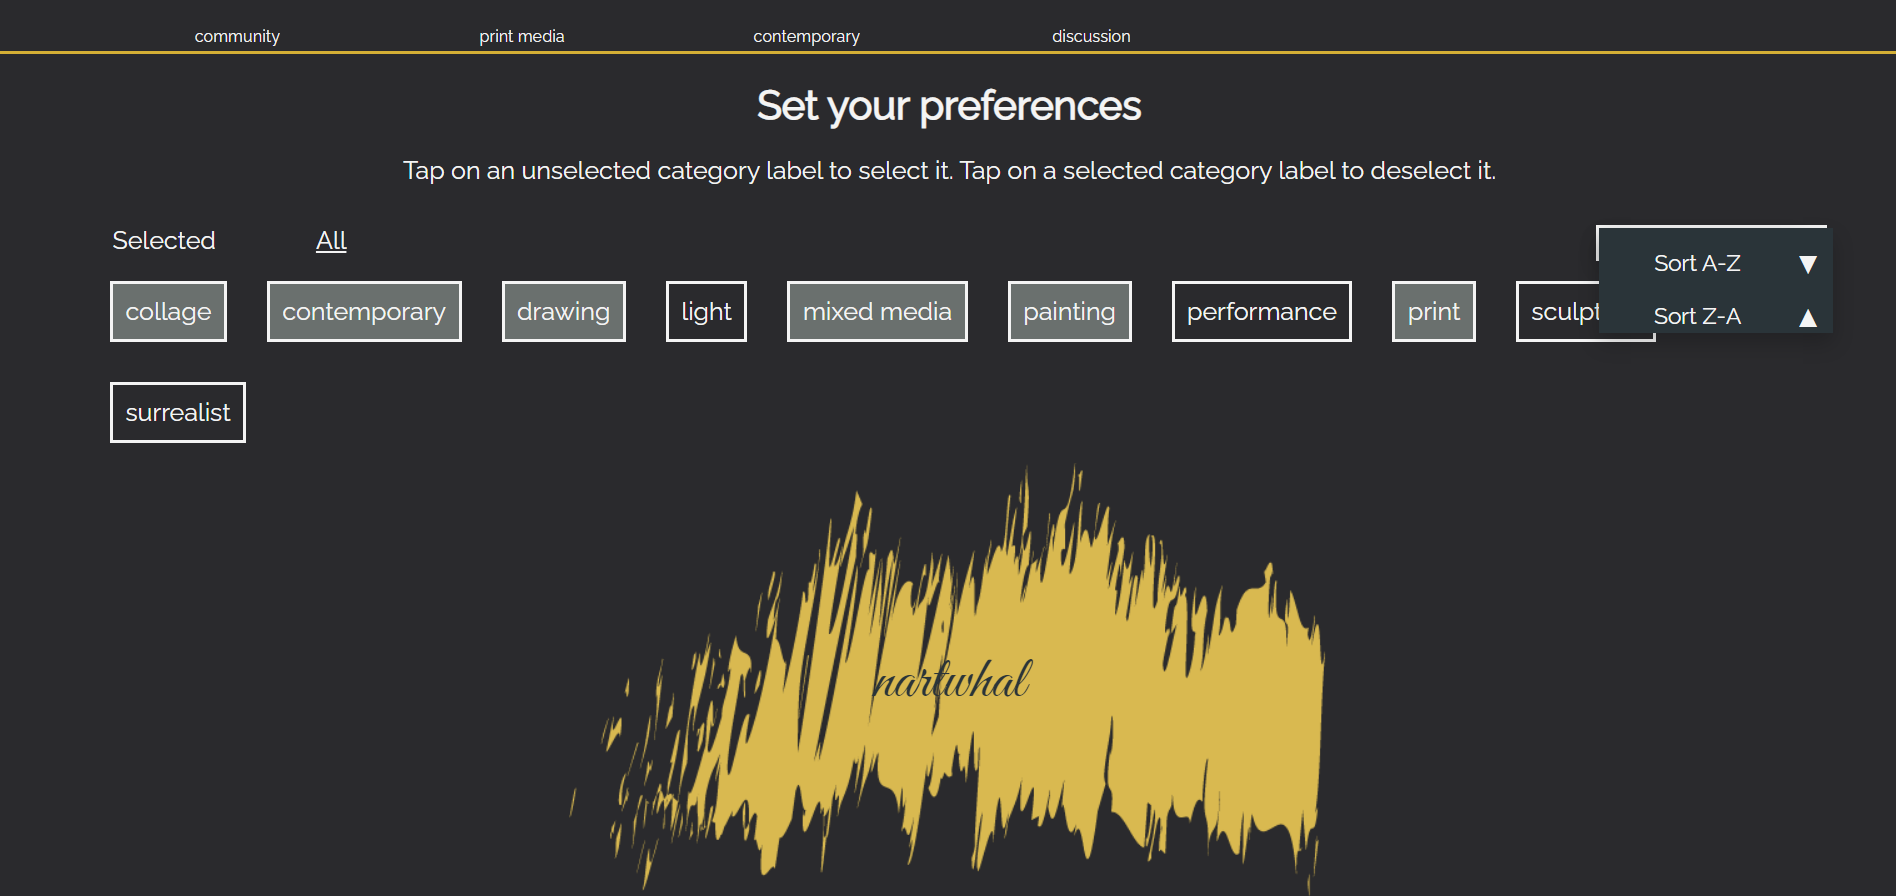 community print media contemporary discussion
Set your preferences
Tap on an unselected category label to select it. Tap on a selected category label to deselect it.
Selected All
Sort A-Z ▼
collage contemporary drawing light mixed media painting performance print sculpt
Sort Z-A ▲
surrealist
nartwhal